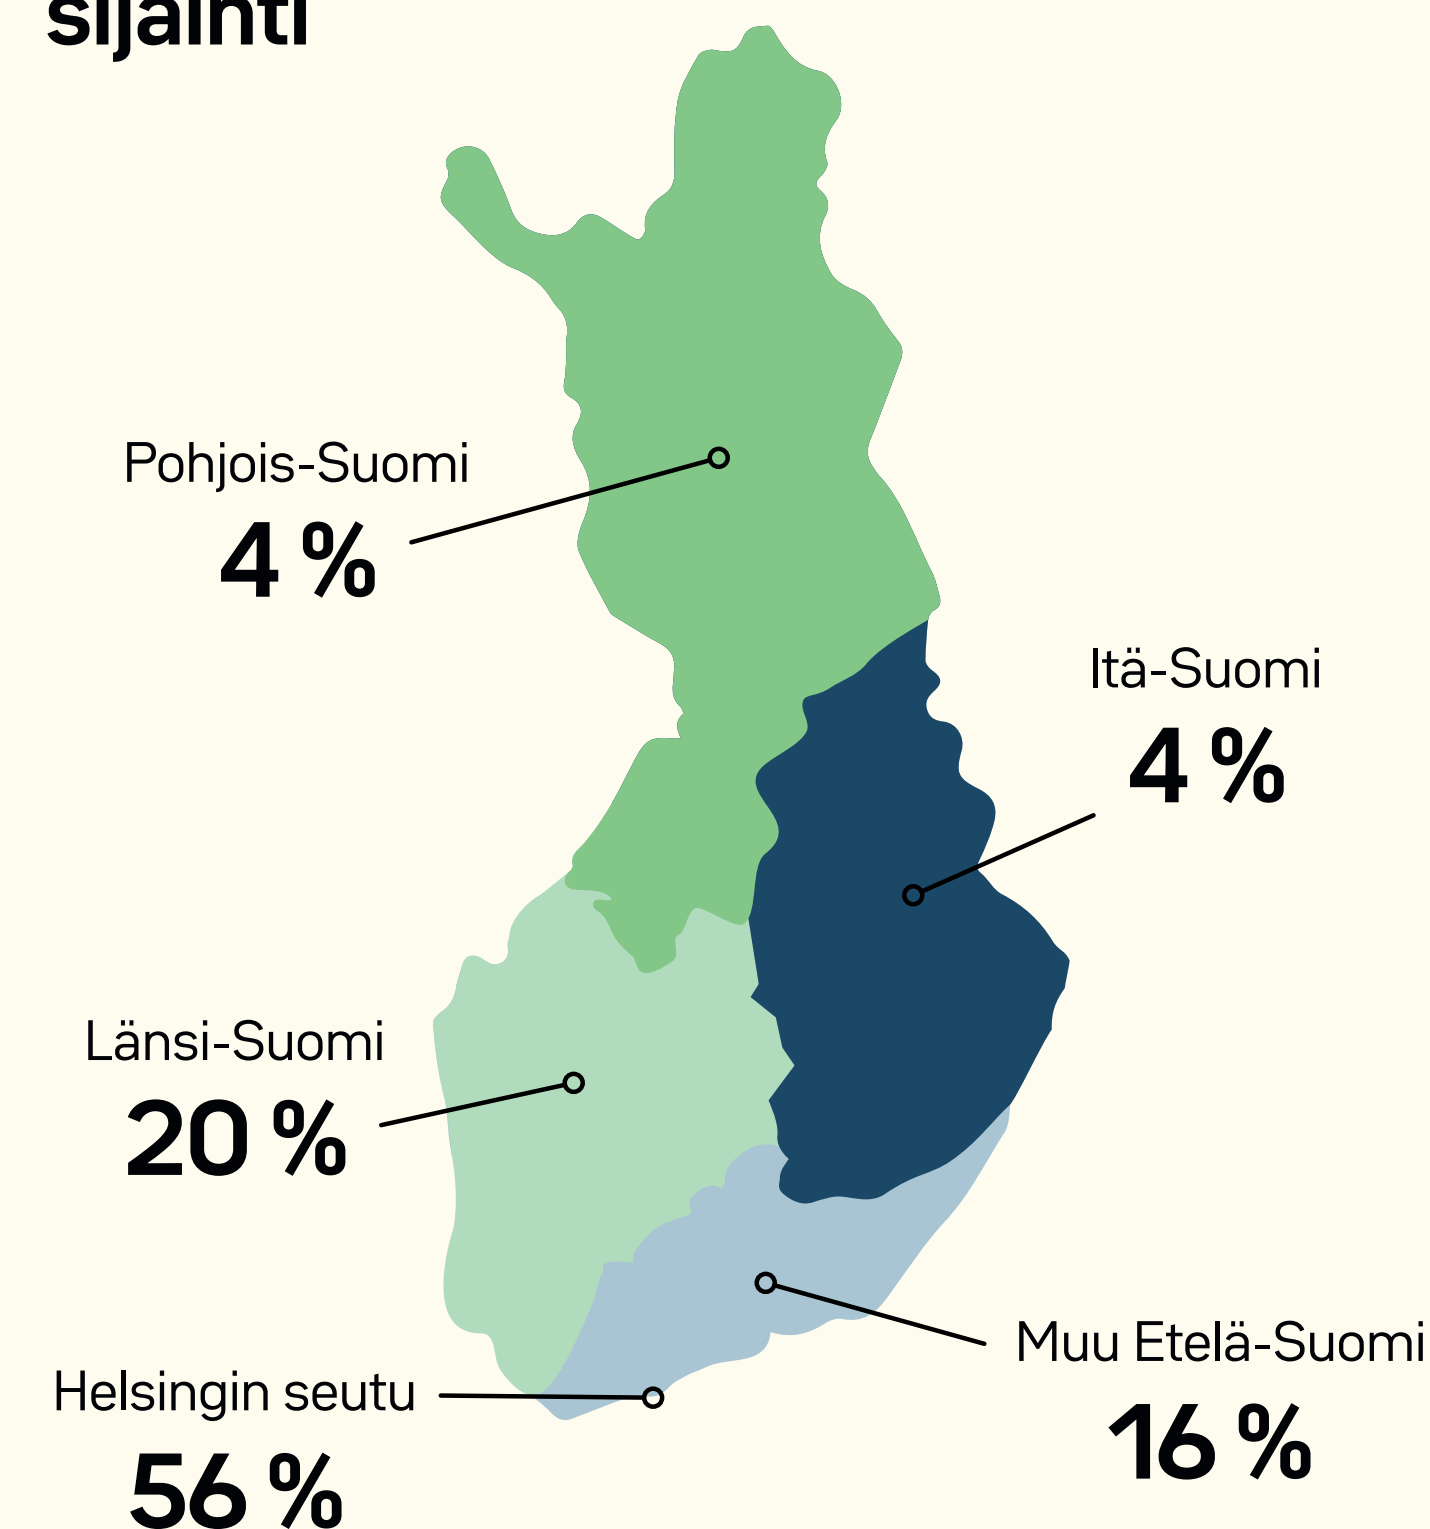 sijainti
Pohjois-Suomi
4 %
Itä-Suomi
4 %
Länsi-Suomi
20 %
Muu Etelä-Suomi
16 %
Helsingin seutu
56 %